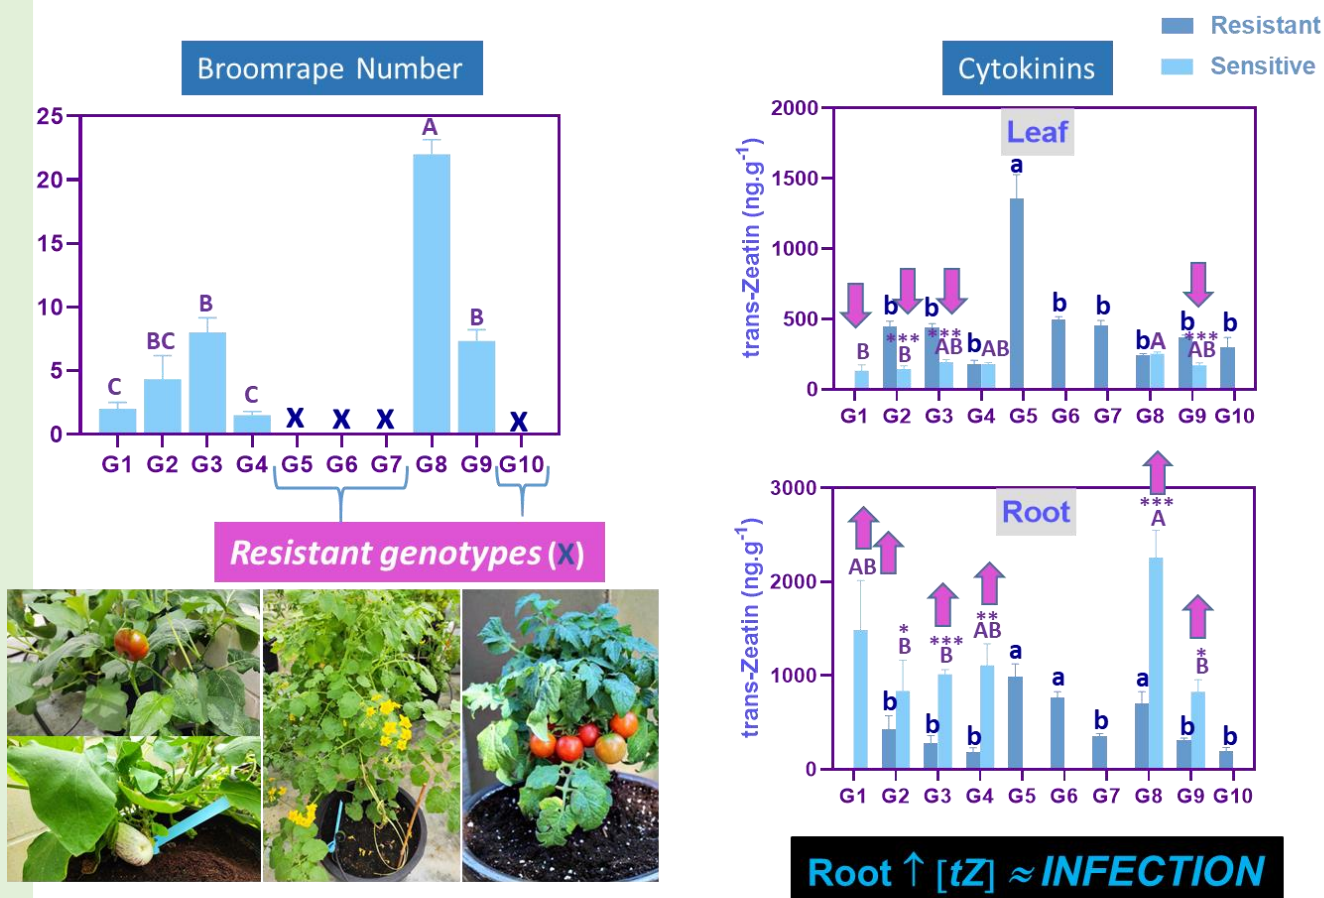 Resistant
Sensitive
Broomrape Number
Cytokinins
25
20
15
10
5
0
C
BC
B
C
X
X
X
A
B
X
G1 G2 G3 G4 G5 G6 G7 G8 G9 G10
Resistant genotypes (X)
trans-Zeatin (ng.g-1)
Leaf
2000
1500
1000
500
0
B
b
***
B
b
***
AB
b
AB
a
b
b
b
A
b
***
AB
b
G1 G2 G3 G4 G5 G6 G7 G8 G9 G10
trans-Zeatin (ng.g-1)
Root
3000
2000
1000
0
AB
b
*
B
b
***
B
b
**
AB
a
a
b
a
***
A
b
*
B
b
G1 G2 G3 G4 G5 G6 G7 G8 G9 G10
Root ↑ [tZ] ≈ INFECTION